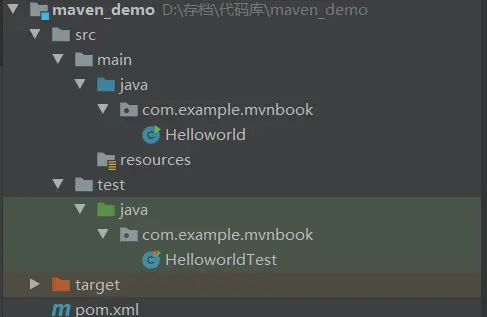 maven_demo D:\存档\代码库\maven_demo
src
main
java
com.example.mvnbook
Helloworld
resources
test
java
com.example.mvnbook
HelloworldTest
target
pom.xml